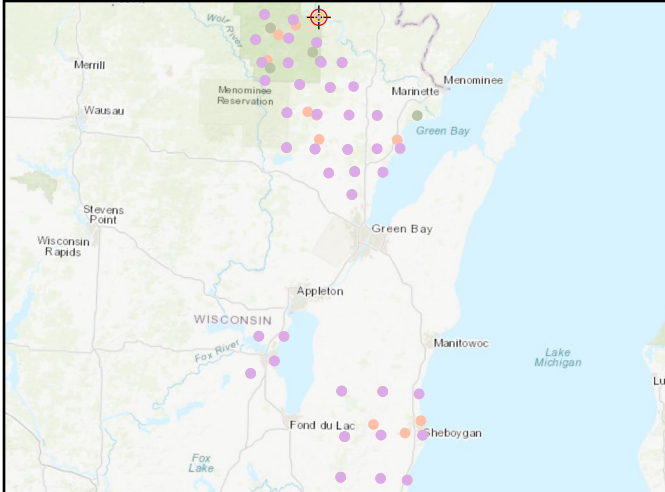 Wolf
River
Merrill
Menominee
Marinette
Menominee
Reservation
Wausau
Green Bay
Stevens
Point
Green Bay
Wisconsin
Rapids
Appleton
WISCONSIN
Manitowoc
Fox River
Lake
Michigan
Lu
Fond du Lac
Sheboygan
Fox
Lake